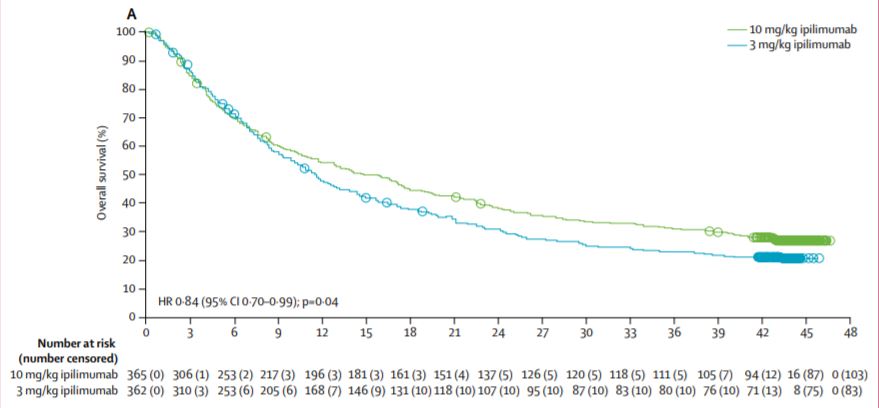 A
10 mg/kg ipilimumab
3 mg/kg ipilimumab
Overall survival (%)
100
90
80
70
60
50
40
30
20
10
0
HR 0·84 (95% CI 0·70–0·99); p=0·04
0 3 6 9 12 15 18 21 24 27 30 33 36 39 42 45 48
Number at risk
(number censored)
10 mg/kg ipilimumab 365 (0) 306 (1) 253 (2) 217 (3) 196 (3) 181 (3) 161 (3) 151 (4) 137 (5) 126 (5) 120 (5) 118 (5) 111 (5) 105 (7) 94 (12) 16 (87) 0 (103)
3 mg/kg ipilimumab 362 (0) 310 (3) 253 (6) 205 (6) 168 (7) 146 (9) 131 (10) 118 (10) 107 (10) 95 (10) 87 (10) 83 (10) 80 (10) 76 (10) 71 (13) 8 (75) 0 (83)